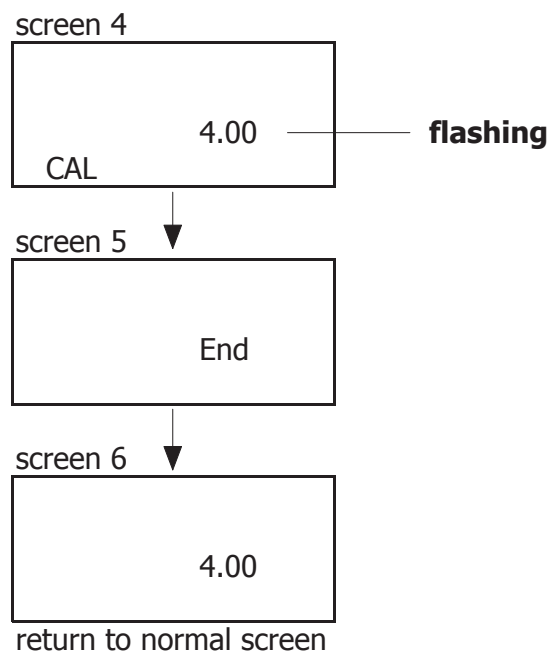 screen 4
4.00
flashing
CAL
screen 5
End
screen 6
4.00
return to normal screen